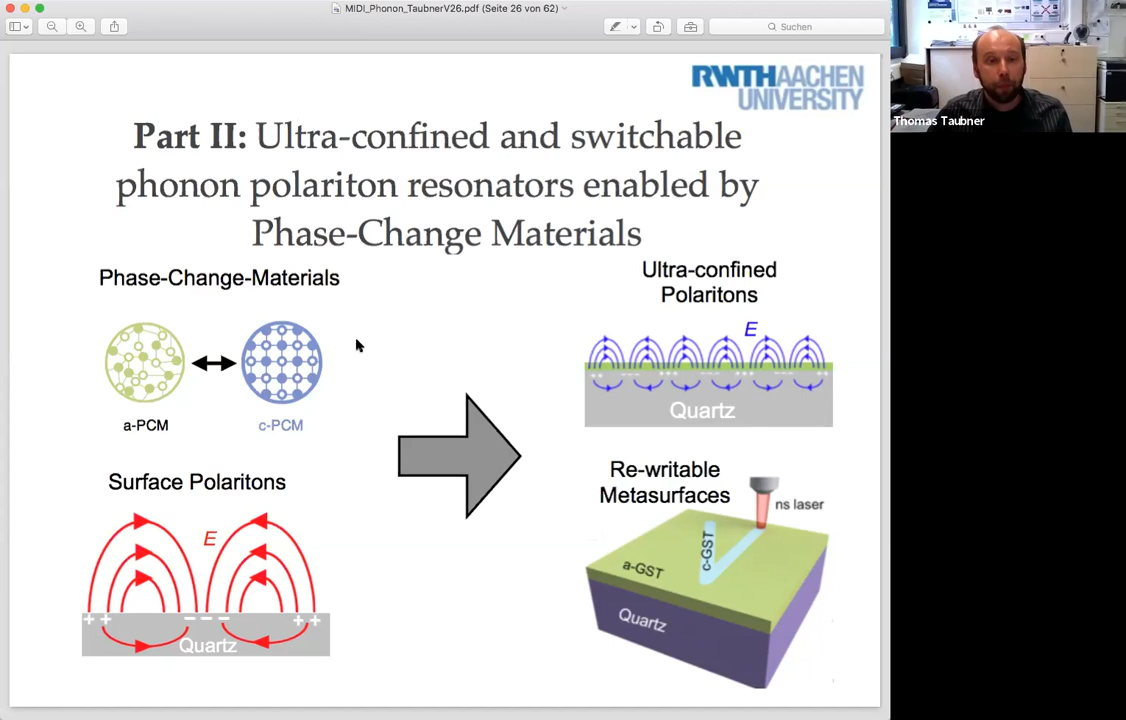 MIDI_Phonon_TaubnerV26.pdf (Seite 26 von 62)
Suchen
RWTHAACHEN
UNIVERSITY
Thomas Taubner
Part II: Ultra-confined and switchable
phonon polariton resonators enabled by
Phase-Change Materials
Phase-Change-Materials
a-PCM
c-PCM
Surface Polaritons
E
++
---
++
Quartz
Ultra-confined
Polaritons
E
Quartz
Re-writable
Metasurfaces
ns laser
c-GST
a-GST
Quartz